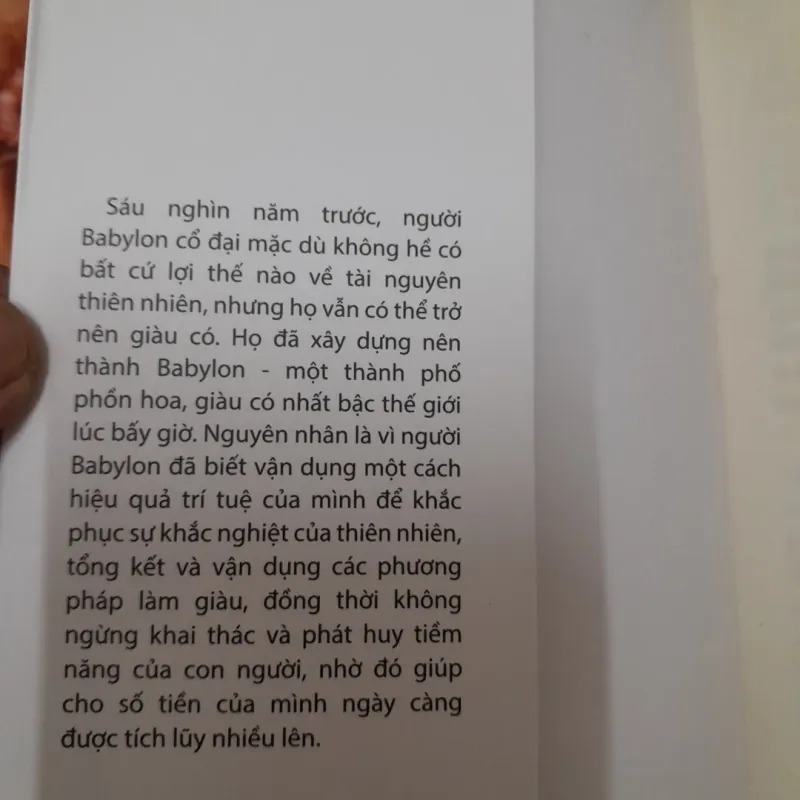 Sáu nghìn năm trước, người
Babylon cổ đại mặc dù không hề có
bất cứ lợi thế nào về tài nguyên
thiên nhiên, nhưng họ vẫn có thể trở
nên giàu có. Họ đã xây dựng nên
thành Babylon - một thành phố
phồn hoa, giàu có nhất bậc thế giới
lúc bấy giờ. Nguyên nhân là vì người
Babylon đã biết vận dụng một cách
hiệu quả trí tuệ của mình để khắc
phục sự khắc nghiệt của thiên nhiên,
tổng kết và vận dụng các phương
pháp làm giàu, đồng thời không
ngừng khai thác và phát huy tiềm
năng của con người, nhờ đó giúp
cho số tiền của mình ngày càng
được tích lũy nhiều lên.